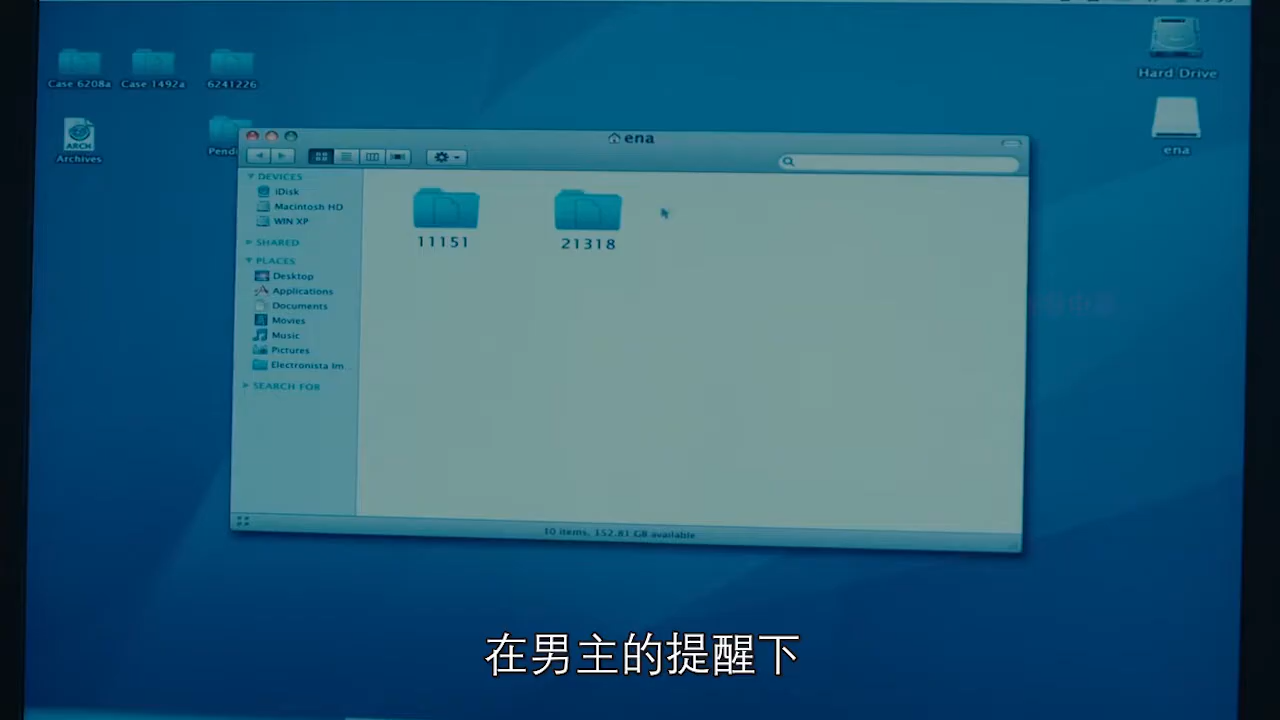 Case 6208a
Case 1492a
6241226
Hard Drive
ARCH
Archives
ena
ena
DEVICES
iDisk
Macintosh HD
WIN XP
SHARED
PLACES
Desktop
Applications
Documents
Movies
Music
Pictures
Electronista Im...
SEARCH FOR
11151
21318
10 items, 152.81 GB available
在男主的提醒下